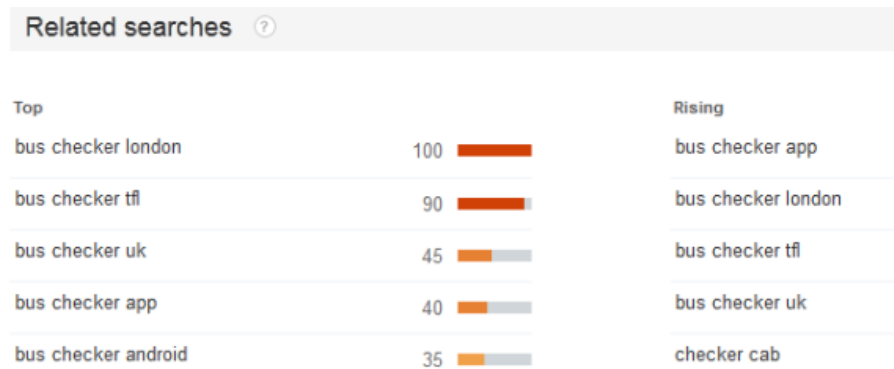 Related searches ?
Top
bus checker london 100
bus checker tfl 90
bus checker uk 45
bus checker app 40
bus checker android 35
Rising
bus checker app
bus checker london
bus checker tfl
bus checker uk
checker cab